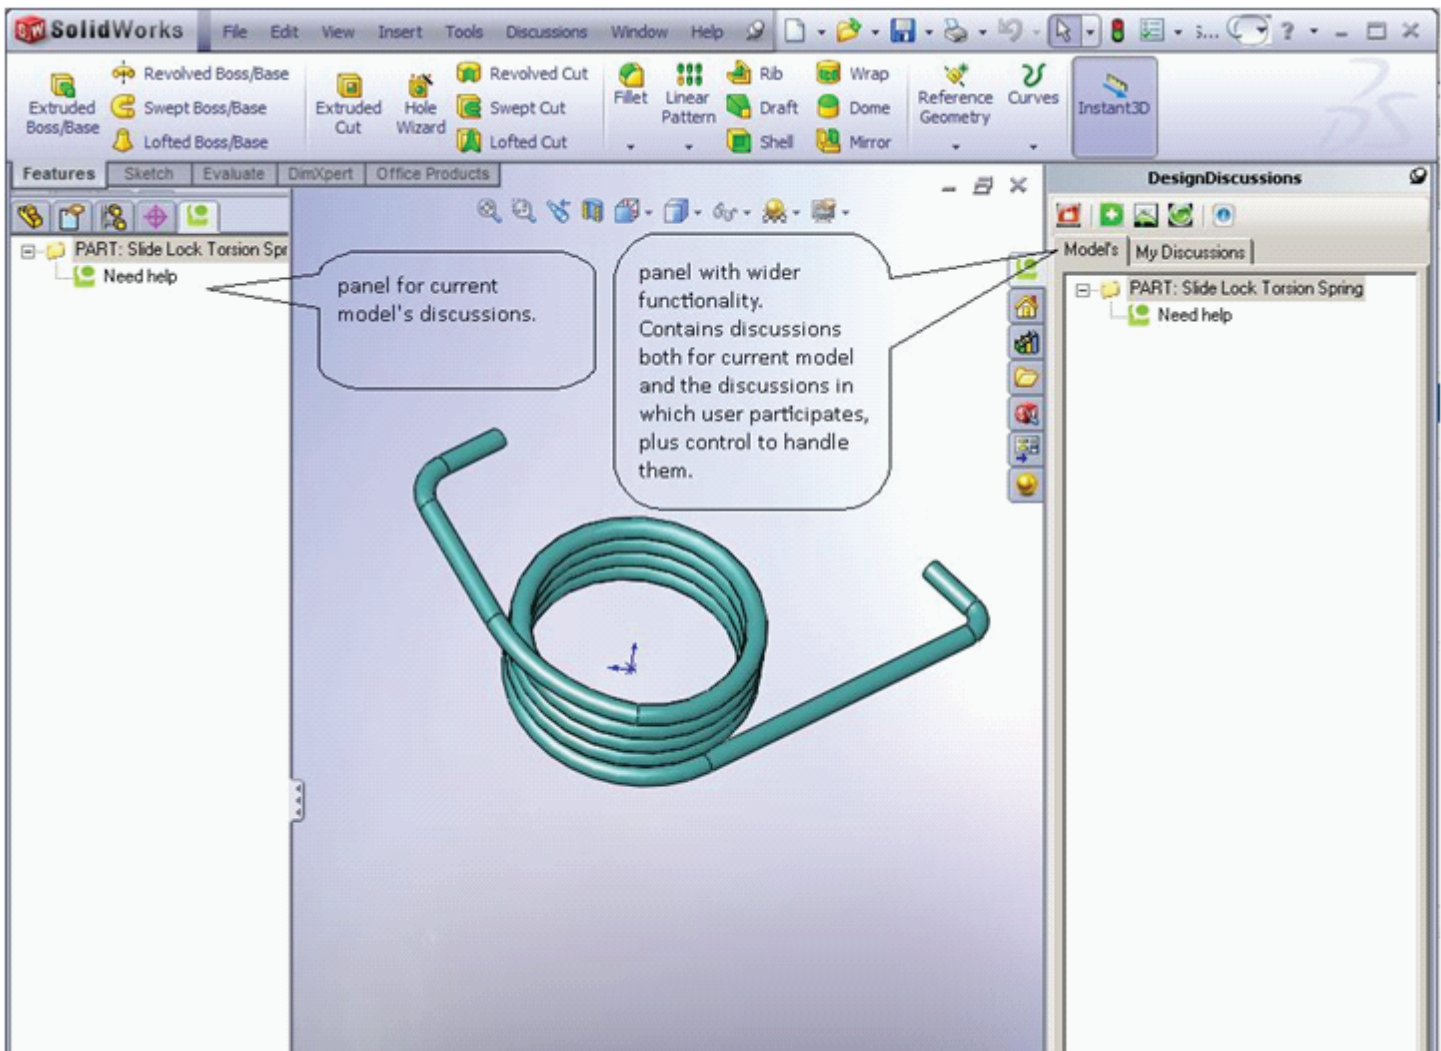 SolidWorks File Edit View Insert Tools Discussions Window Help s... ?
Extruded Boss/Base
Revolved Boss/Base
Swept Boss/Base
Lofted Boss/Base
Extruded Cut
Hole Wizard
Revolved Cut
Swept Cut
Lofted Cut
Fillet
Linear Pattern
Rib
Draft
Shell
Wrap
Dome
Mirror
Reference Geometry
Curves
Instant3D
Features Sketch Evaluate DimXpert Office Products
PART: Slide Lock Torsion Spr
Need help
panel for current
model's discussions.
panel with wider
functionality.
Contains discussions
both for current model
and the discussions in
which user participates,
plus control to handle
them.
DesignDiscussions
Model's My Discussions
PART: Slide Lock Torsion Spring
Need help